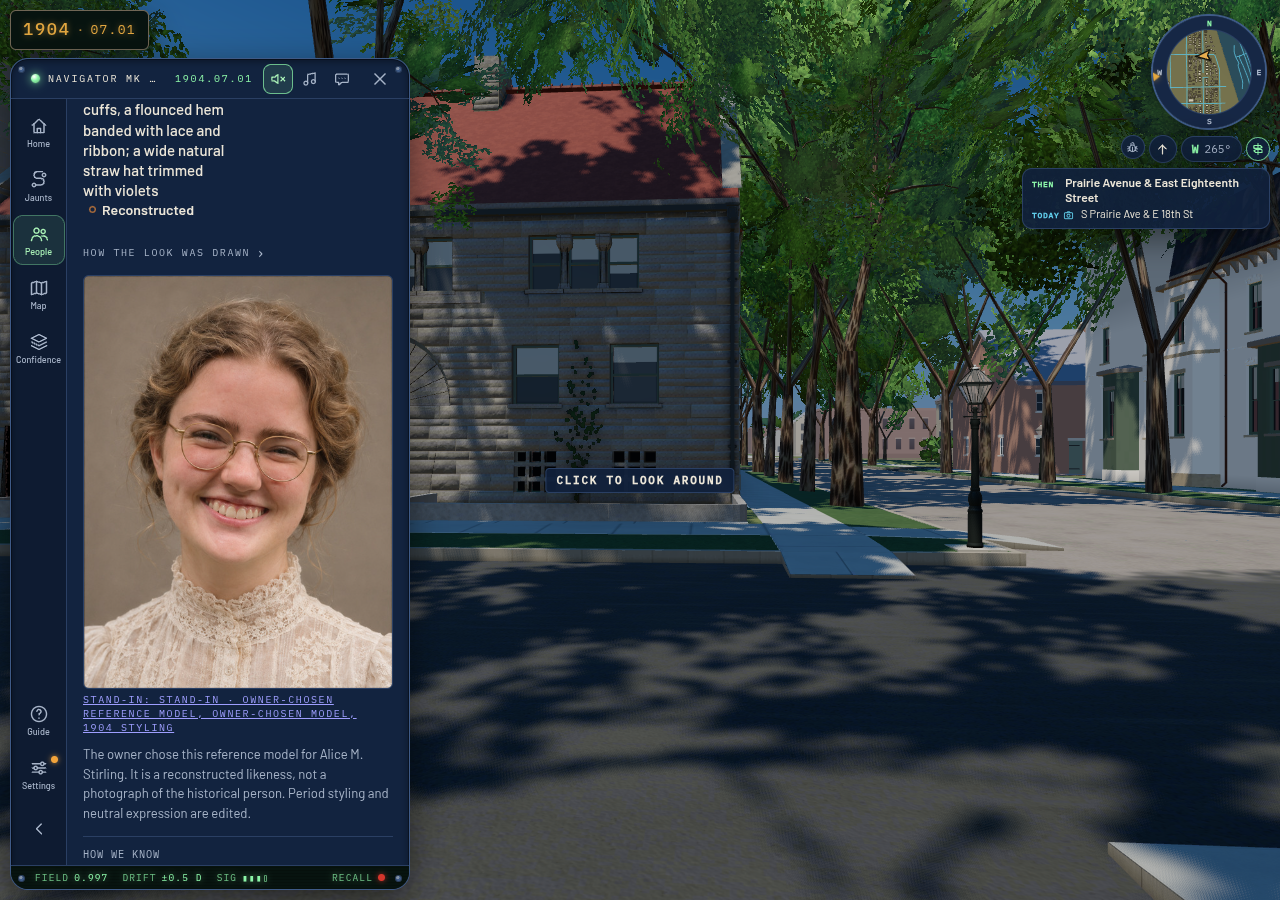 1904 · 07.01
NAVIGATOR MK …
1904.07.01
Home
Jaunts
People
Map
Confidence
Guide
Settings
cuffs, a flounced hem
banded with lace and
ribbon; a wide natural
straw hat trimmed
with violets
Reconstructed
HOW THE LOOK WAS DRAWN ›
STAND-IN: STAND-IN · OWNER-CHOSEN
REFERENCE MODEL, OWNER-CHOSEN MODEL,
1904 STYLING
The owner chose this reference model for Alice M.
Stirling. It is a reconstructed likeness, not a
photograph of the historical person. Period styling and
neutral expression are edited.
HOW WE KNOW
FIELD 0.997 DRIFT ±0.5 D SIG
RECALL
CLICK TO LOOK AROUND
N
W
E
S
W 265°
THEN Prairie Avenue & East Eighteenth
Street
TODAY S Prairie Ave & E 18th St